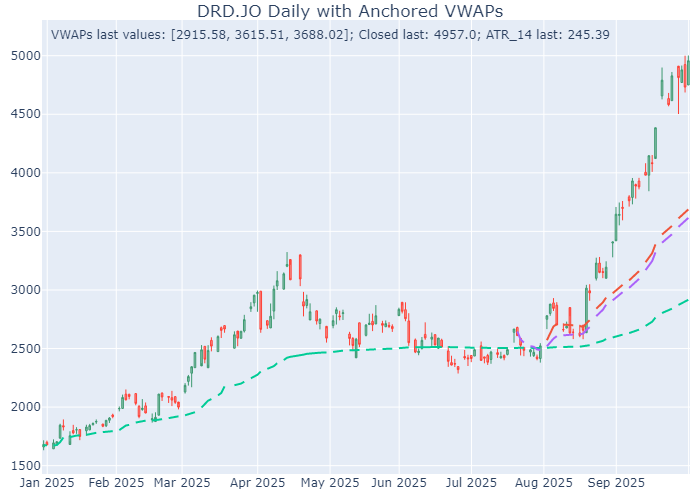 DRD.JO Daily with Anchored VWAPs
VWAPs last values: [2915.58, 3615.51, 3688.02]; Closed last: 4957.0; ATR_14 last: 245.39
5000
4500
4000
3500
3000
2500
2000
1500
Jan 2025 Feb 2025 Mar 2025 Apr 2025 May 2025 Jun 2025 Jul 2025 Aug 2025 Sep 2025